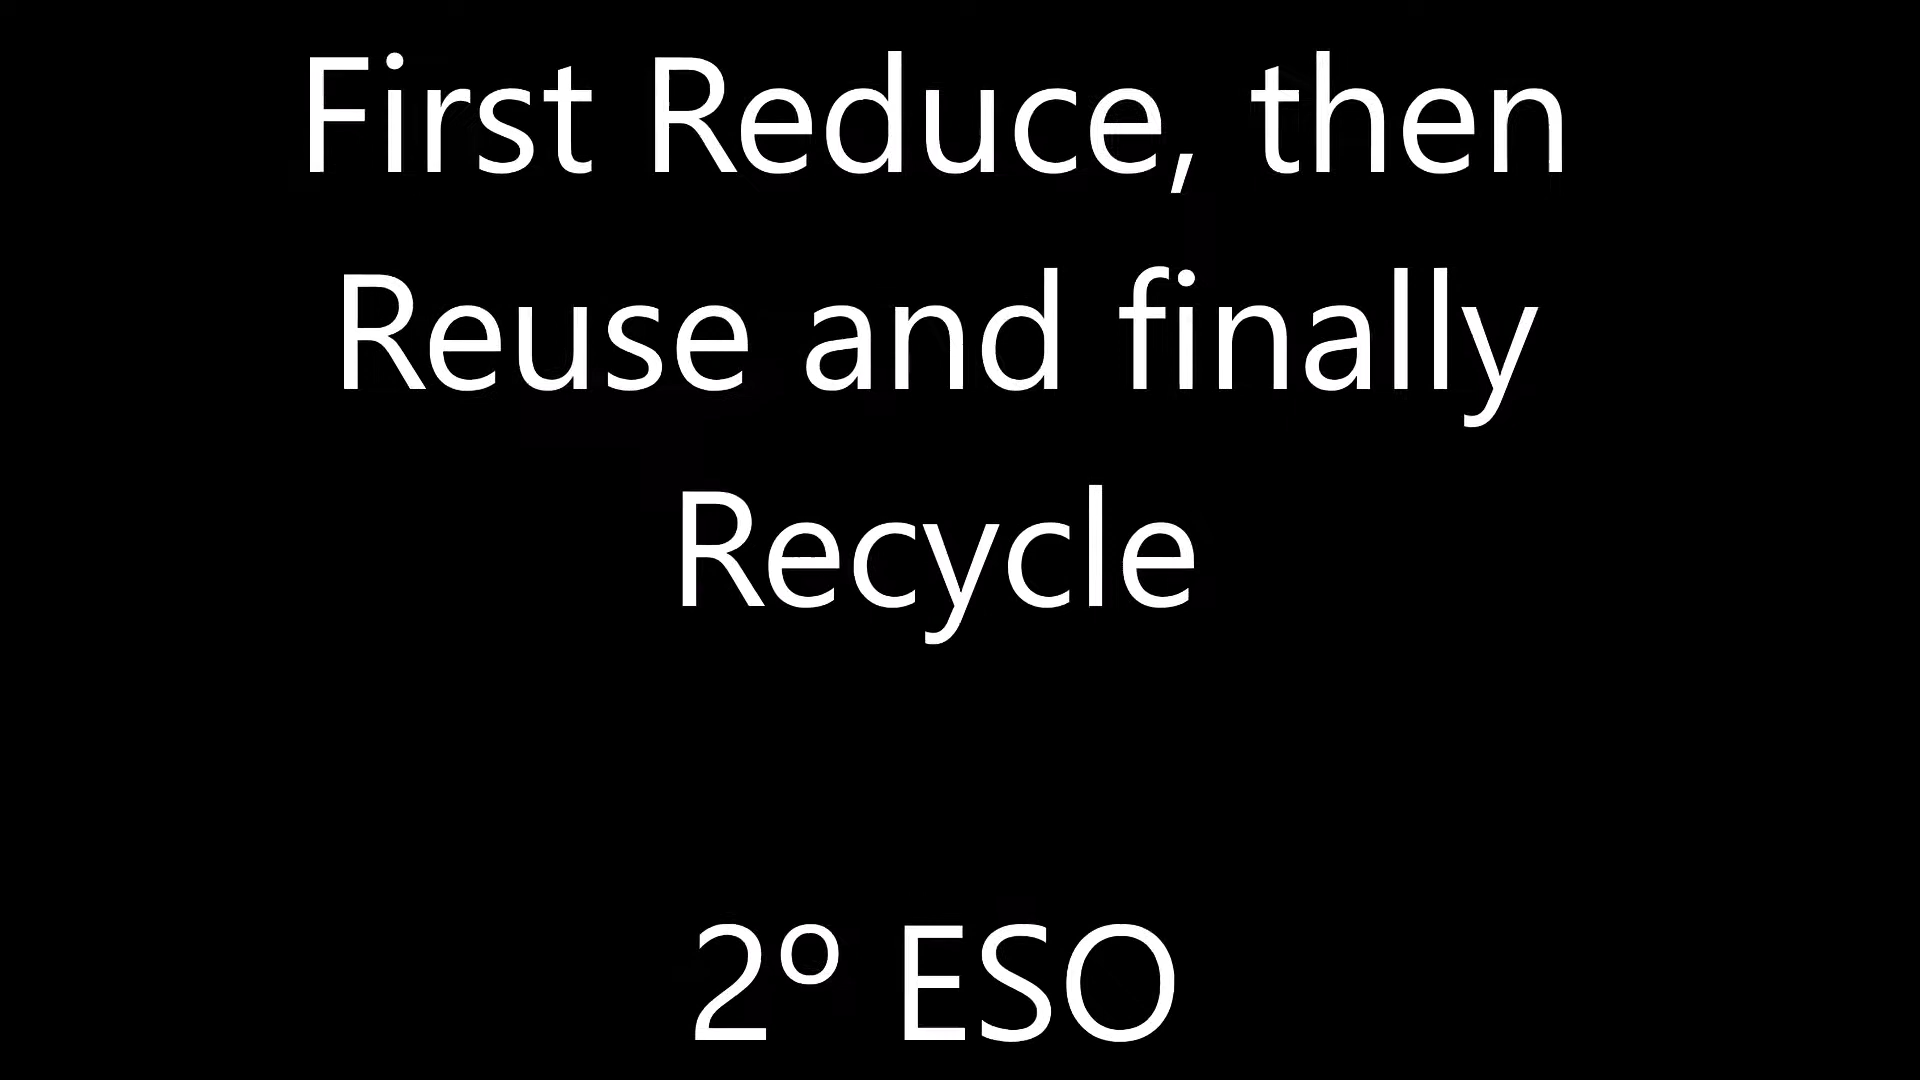 First Reduce, then
Reuse and finally
Recycle
2º ESO